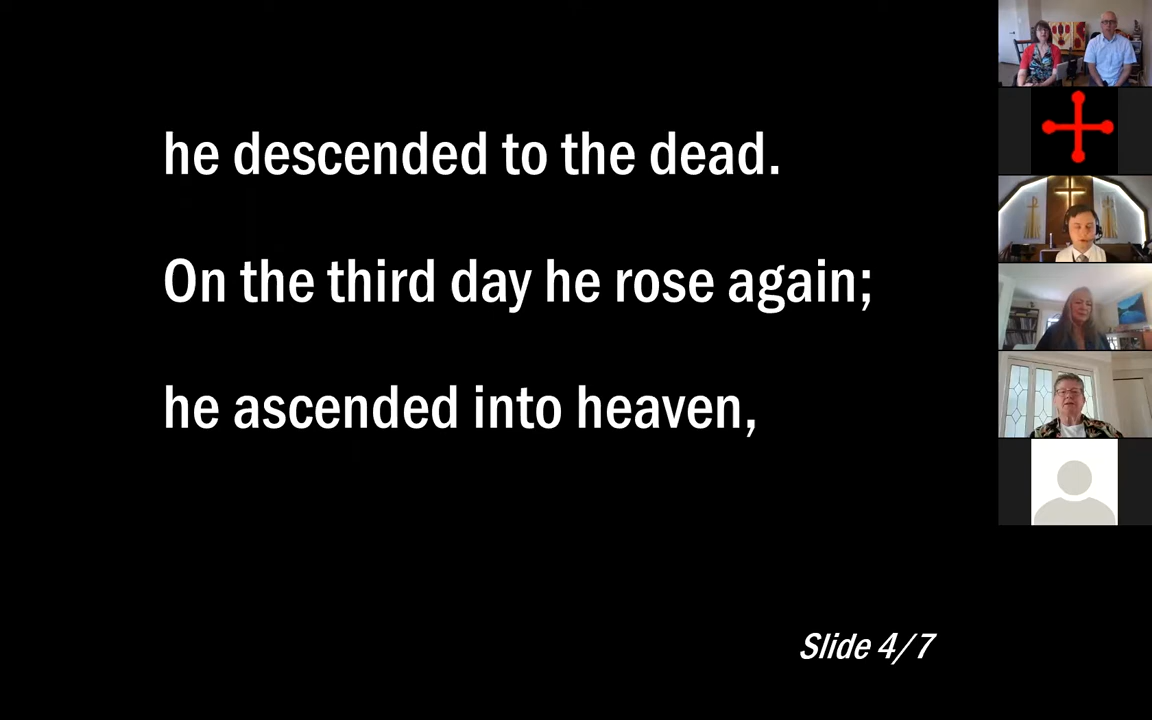 he descended to the dead.
On the third day he rose again;
he ascended into heaven,
Slide 4/7